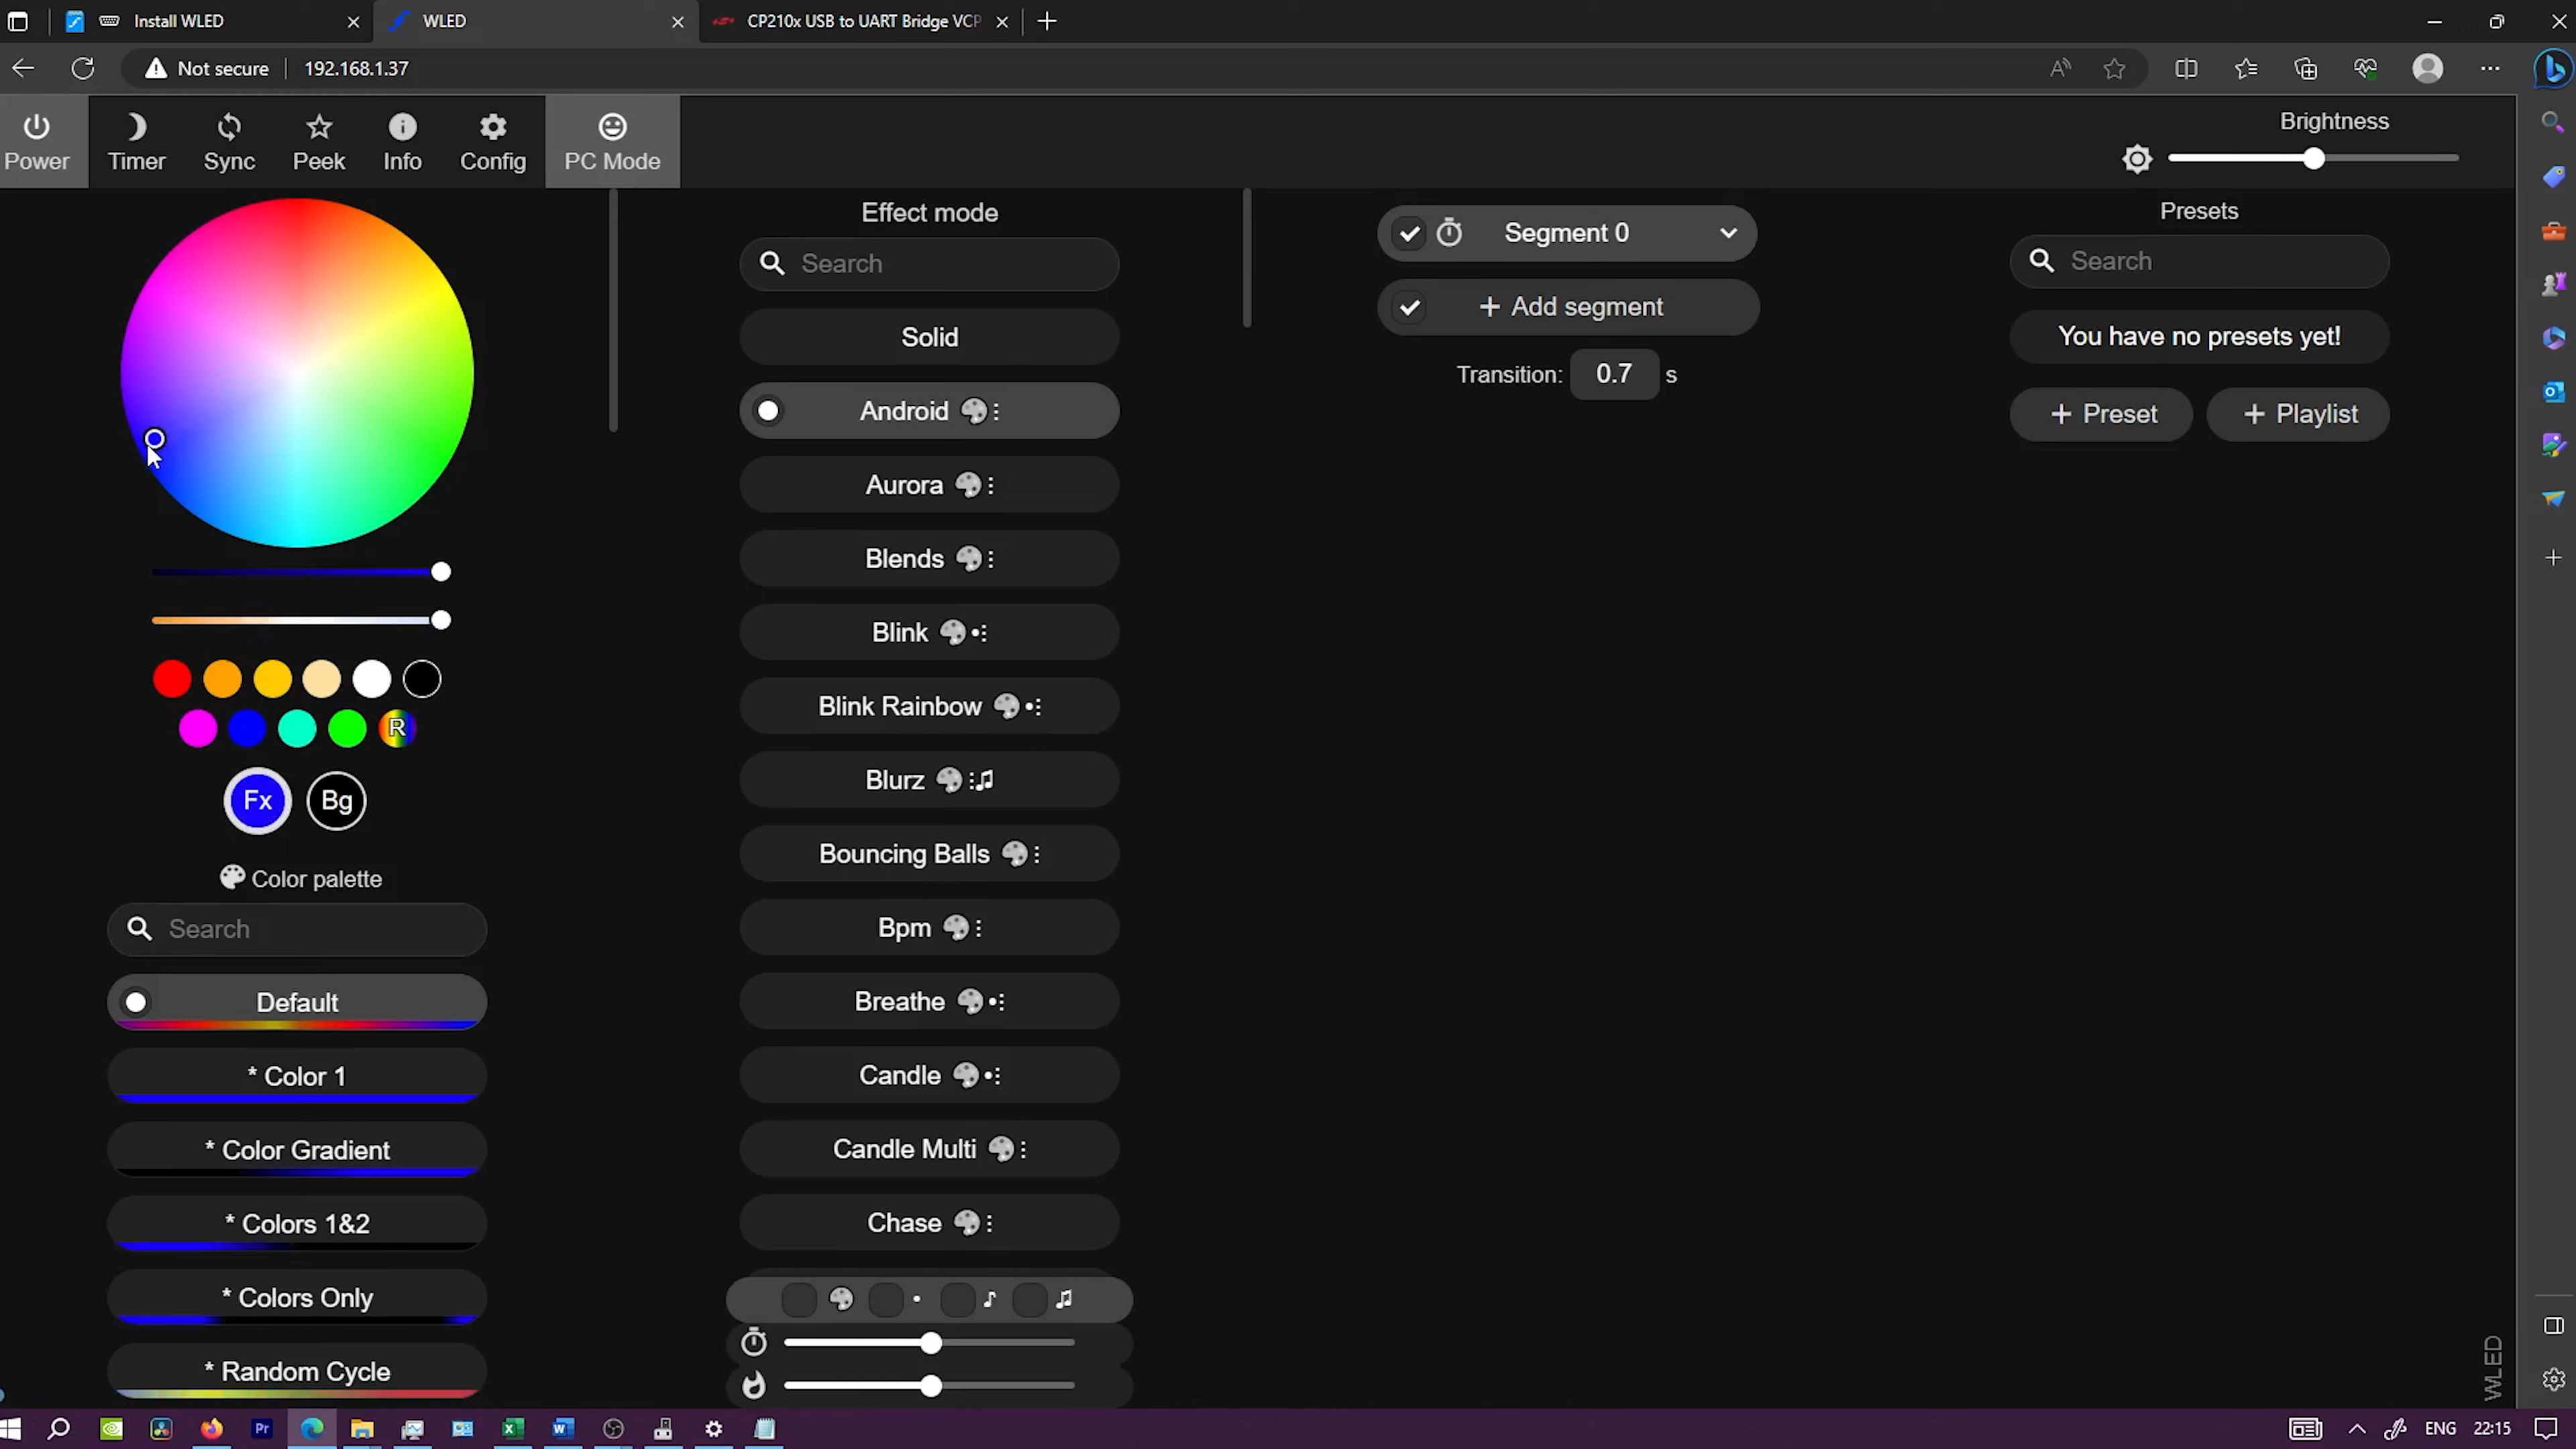 Install WLED
WLED
CP210x USB to UART Bridge VCP
Not secure
192.168.1.37
Power
Timer
Sync
Peek
Info
Config
PC Mode
Brightness
Fx
Bg
R
Color palette
Search
Default
* Color 1
* Color Gradient
* Colors 1&2
* Colors Only
* Random Cycle
Effect mode
Search
Solid
Android
Aurora
Blends
Blink
Blink Rainbow
Blurz
Bouncing Balls
Bpm
Breathe
Candle
Candle Multi
Chase
Segment 0
+ Add segment
Transition: 0.7 s
Presets
Search
You have no presets yet!
+ Preset
+ Playlist
WLED
Pr
ENG
22:15